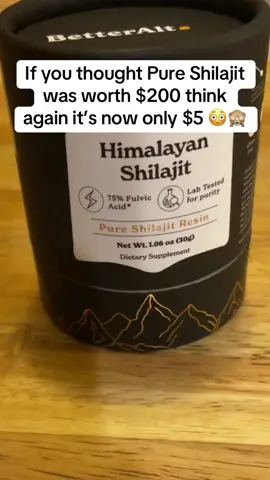 BetterAlt.
If you thought Pure Shilajit
was worth $200 think
again it's now only $5 😳🙈
Himalayan
Shilajit
75% Fulvic
Acid*
Lab Tested
for purity
Pure Shilajit Resin
Net Wt. 1.06 oz (30g)
Dietary Supplement